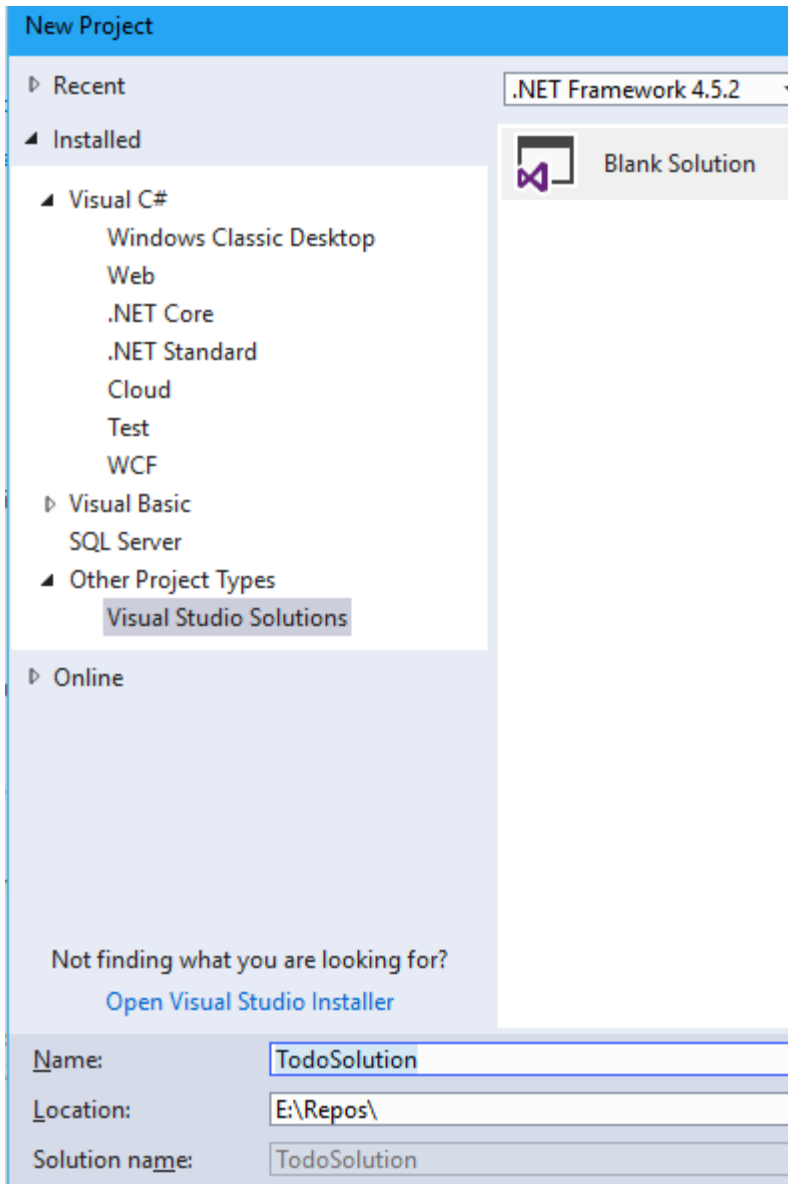 New Project
Recent
.NET Framework 4.5.2
Installed
Blank Solution
Visual C#
Windows Classic Desktop
Web
.NET Core
.NET Standard
Cloud
Test
WCF
Visual Basic
SQL Server
Other Project Types
Visual Studio Solutions
Online
Not finding what you are looking for?
Open Visual Studio Installer
Name:
TodoSolution
Location:
E:\Repos\
Solution name:
TodoSolution